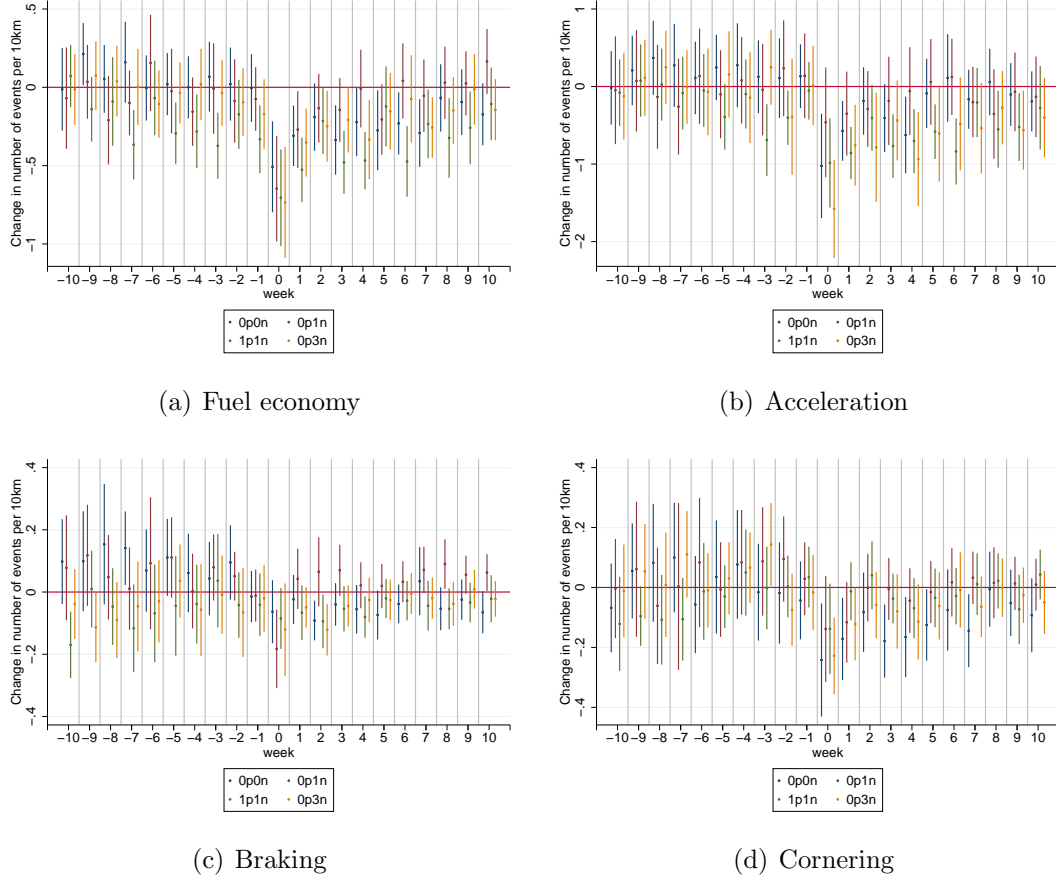 Change in number of events per 10km
.5
0
-.5
-1
-10 -9 -8 -7 -6 -5 -4 -3 -2 -1 0 1 2 3 4 5 6 7 8 9 10
week
0p0n 0p1n
1p1n 0p3n
(a) Fuel economy
Change in number of events per 10km
1
0
-1
-2
-10 -9 -8 -7 -6 -5 -4 -3 -2 -1 0 1 2 3 4 5 6 7 8 9 10
week
0p0n 0p1n
1p1n 0p3n
(b) Acceleration
Change in number of events per 10km
.4
.2
0
-.2
-.4
-10 -9 -8 -7 -6 -5 -4 -3 -2 -1 0 1 2 3 4 5 6 7 8 9 10
week
0p0n 0p1n
1p1n 0p3n
(c) Braking
Change in number of events per 10km
.4
.2
0
-.2
-.4
-10 -9 -8 -7 -6 -5 -4 -3 -2 -1 0 1 2 3 4 5 6 7 8 9 10
week
0p0n 0p1n
1p1n 0p3n
(d) Cornering